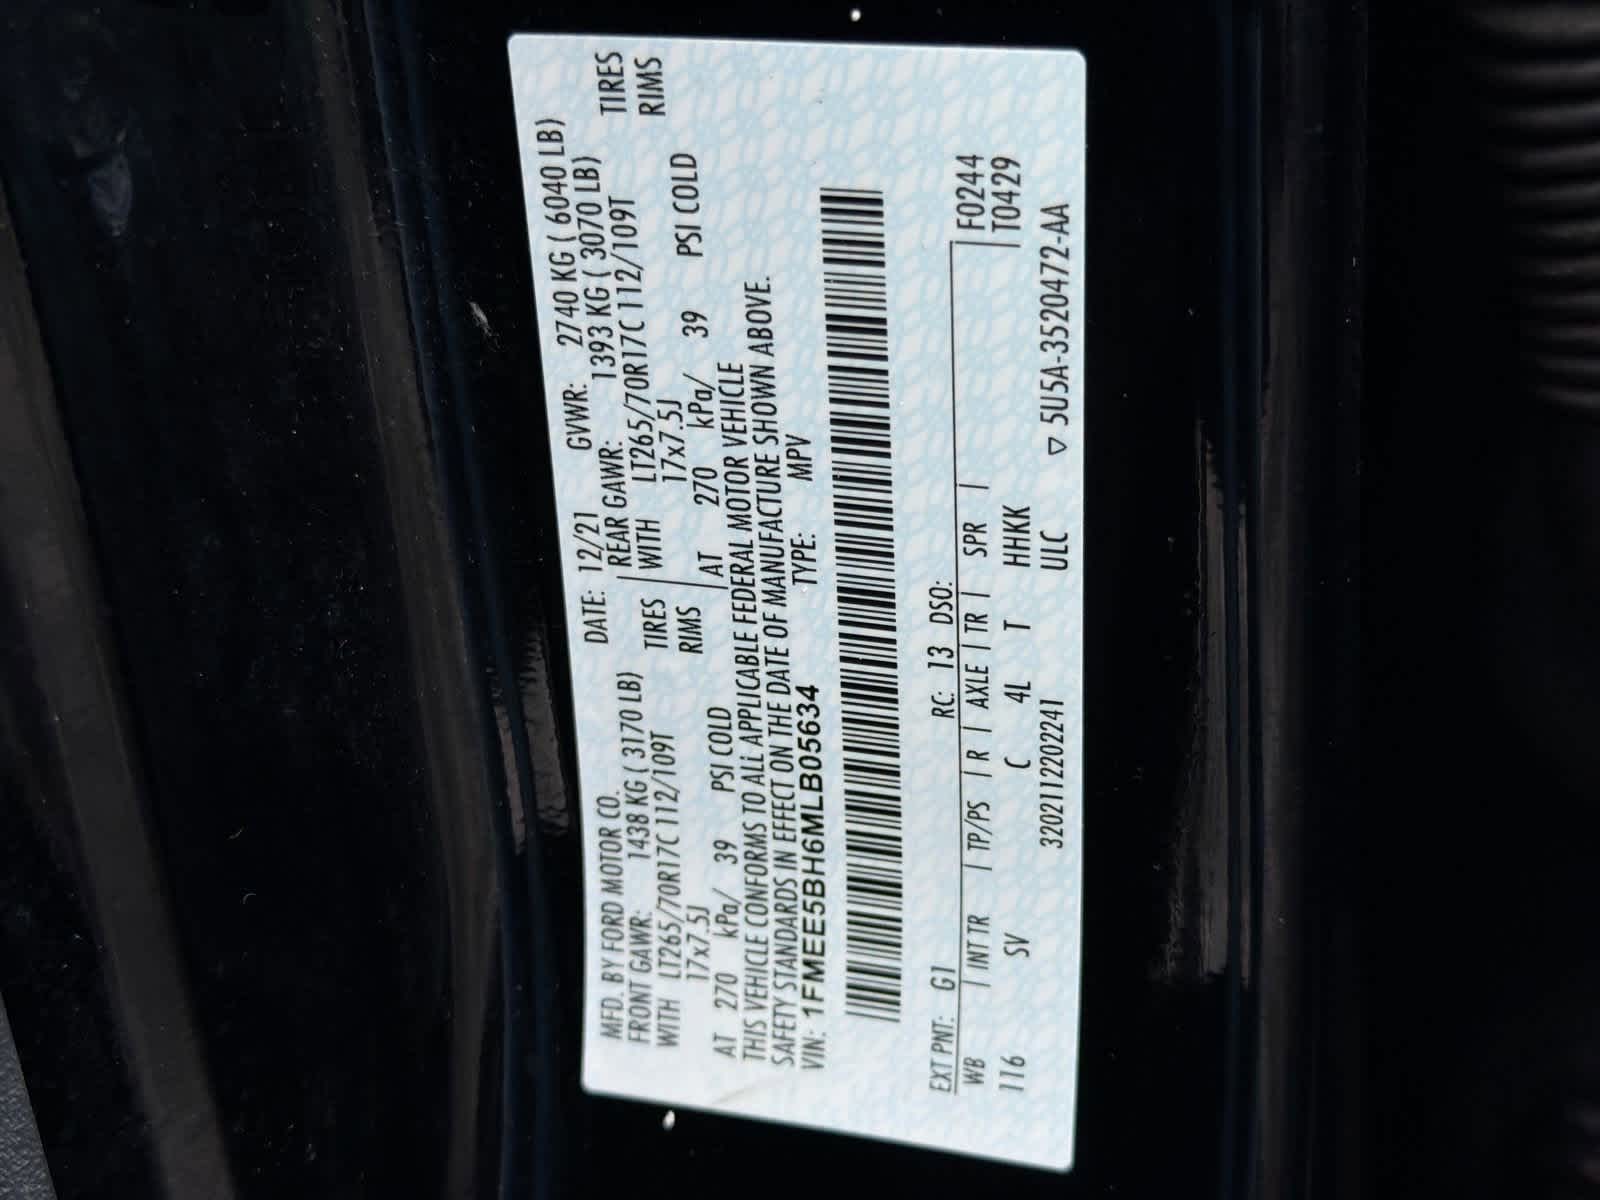 MFD. BY FORD MOTOR CO.
DATE: 12/21 GVWR: 2740 KG ( 6040 LB)
FRONT GAWR: 1438 KG ( 3170 LB)
REAR GAWR: 1393 KG ( 3070 LB)
WITH LT265/70R17C 112/109T TIRES
WITH LT265/70R17C 112/109T TIRES
17x7.5J RIMS
17x7.5J RIMS
AT 270 kPa/ 39 PSI COLD
AT 270 kPa/ 39 PSI COLD
THIS VEHICLE CONFORMS TO ALL APPLICABLE FEDERAL MOTOR VEHICLE
SAFETY STANDARDS IN EFFECT ON THE DATE OF MANUFACTURE SHOWN ABOVE.
VIN: 1FMEE5BH6MLB05634 TYPE: MPV
EXT PNT: G1 RC: 13 DSO:
WB | INT TR | TP/PS | R | AXLE | TR | SPR | F0244
116 SV C 4L T HHKK T0429
32021122022​41 ULC ▽ 5U5A-3520472-AA